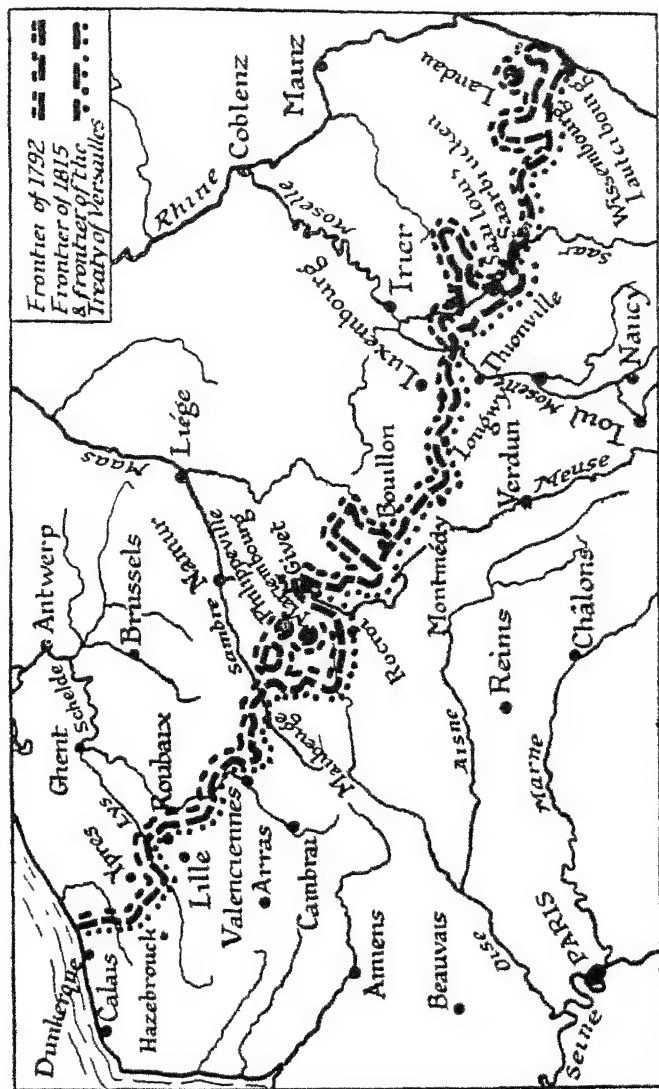 Frontier of 1792
Frontier of 1815
& frontier of the
Treaty of Versailles
Dunkerque
Calais
Hazebrouck
Ypres
Lys
Lille
Roubaix
Ghent
Schelde
Antwerp
Brussels
Valenciennes
Arras
Cambrai
Amiens
Beauvais
Oise
PARIS
Seine
Maubeuge
Sambre
Namur
Philippeville
Givet
Rocroi
Liége
Maas
Bouillon
Montmédy
Aisne
Reims
Marne
Châlons
Verdun
Meuse
Longwy
Luxembourg
Thionville
Moselle
Toul
Nancy
Trier
Moselle
Saarlouis
Saarbrucken
Saar
Rhine
Coblenz
Mainz
Landau
Wissembourg
Lauterbourg